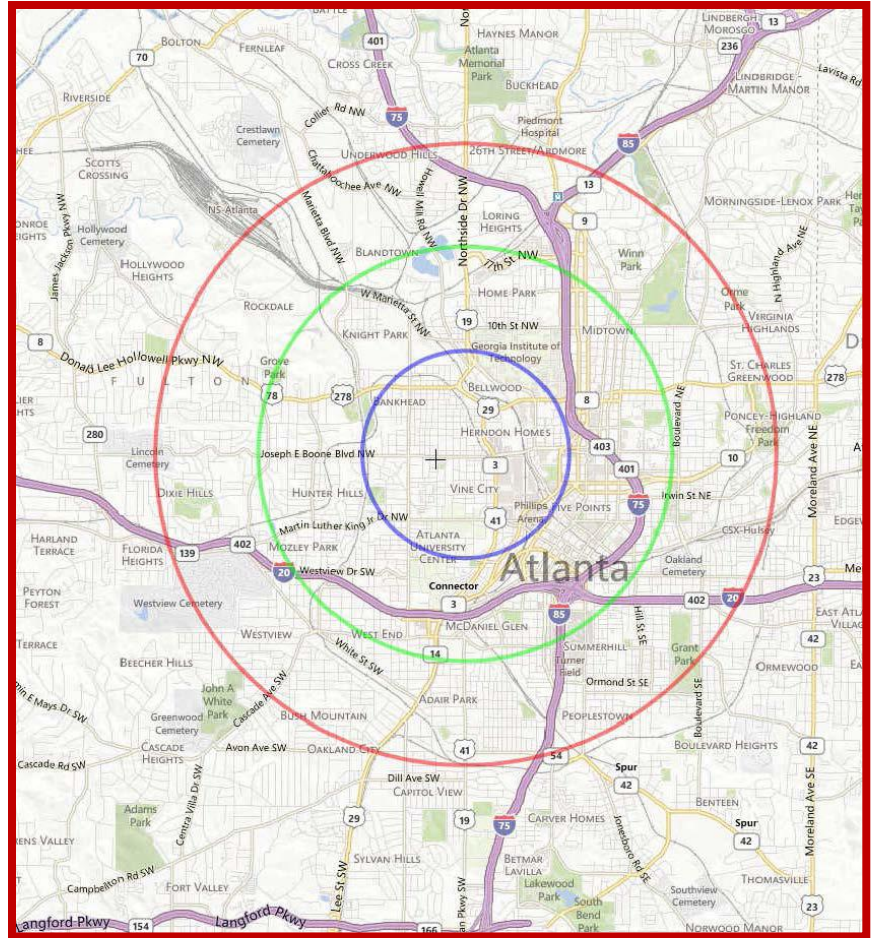 BATTLE
BOLTON
70
FERNLEAF
401
CROSS CREEK
HAYNES MANOR
Atlanta
Memorial
Park
LINDBERGH
MOROSGO
13
236
LINDBRIDGE -
MARTIN MANOR
Lavista Rd
BUCKHEAD
RIVERSIDE
Collier Rd NW
75
Crestlawn
Cemetery
Piedmont
Hospital
85
UNDERWOOD HILLS
26TH STREET/ARDMORE
SCOTTS
CROSSING
Chattahoochee Ave NW
Howell Mill Rd NW
Northside Dr NW
13
NS-Atlanta
Marietta Blvd NW
LORING
HEIGHTS
9
MORNINGSIDE-LENOX PARK
James Jackson Pkwy NW
Hollywood
Cemetery
HOLLYWOOD
HEIGHTS
BLANDTOWN
17th St NW
Winn
Park
N Highland Ave NE
ROCKDALE
W Marietta St NW
HOME PARK
Orme
Park
VIRGINIA
HIGHLANDS
KNIGHT PARK
19
10th St NW
MIDTOWN
8
Donald Lee Hollowell Pkwy NW
Georgia Institute of
Technology
Grove
Park
ST. CHARLES
GREENWOOD
278
FULTON
78
278
BANKHEAD
BELLWOOD
29
8
Boulevard NE
PONCEY-HIGHLAND
Freedom
Park
280
HERNDON HOMES
403
Lincoln
Cemetery
Joseph E Boone Blvd NW
3
401
10
Moreland Ave NE
DIXIE HILLS
HUNTER HILLS
VINE CITY
Phillips
Arena
FIVE POINTS
75
Irwin St NE
Martin Luther King Jr Dr NW
41
CSX-Hulsey
HARLAND
TERRACE
FLORIDA
HEIGHTS
139
402
MOZLEY PARK
ATLANTA
UNIVERSITY
CENTER
Atlanta
Oakland
Cemetery
20
Westview Dr SW
Connector
3
23
PEYTON
FOREST
Westview Cemetery
85
402
20
WESTVIEW
WEST END
MCDANIEL GLEN
Hill St SE
42
TERRACE
White St SW
14
SUMMERHILL
Turner
Field
Grant
Park
ORMEWOOD
BEECHER HILLS
John A
White
Park
Cascade Ave SW
Ormond St SE
ADAIR PARK
Boulevard SE
Greenwood
Cemetery
BUSH MOUNTAIN
PEOPLESTOWN
CASCADE
HEIGHTS
Avon Ave SW
OAKLAND CITY
41
54
BOULEVARD HEIGHTS
42
Cascade Rd SW
Centra Villa Dr SW
Dill Ave SW
CAPITOL VIEW
Spur
42
Moreland Ave SE
BENTEEN
Adams
Park
29
19
75
CARVER HOMES
Jonesboro Rd SE
Spur
42
SYLVAN HILLS
BETMAR
LAVILLA
Campbellton Rd SW
FORT VALLEY
Lee St SW
Lakewood
Park
Southview
Cemetery
THOMASVILLE
23
Langford Pkwy
154
Langford Pkwy
166
South
Bend
Park
NORWOOD MANOR